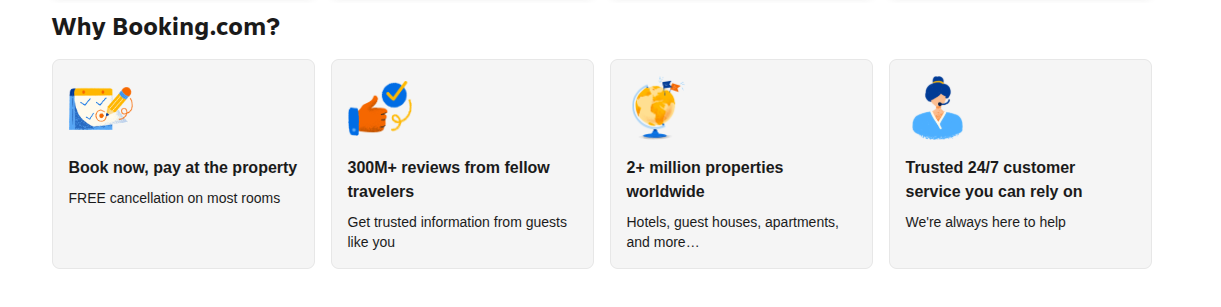 Why Booking.com?
Book now, pay at the property
FREE cancellation on most rooms
300M+ reviews from fellow
travelers
Get trusted information from guests
like you
2+ million properties
worldwide
Hotels, guest houses, apartments,
and more…
Trusted 24/7 customer
service you can rely on
We're always here to help